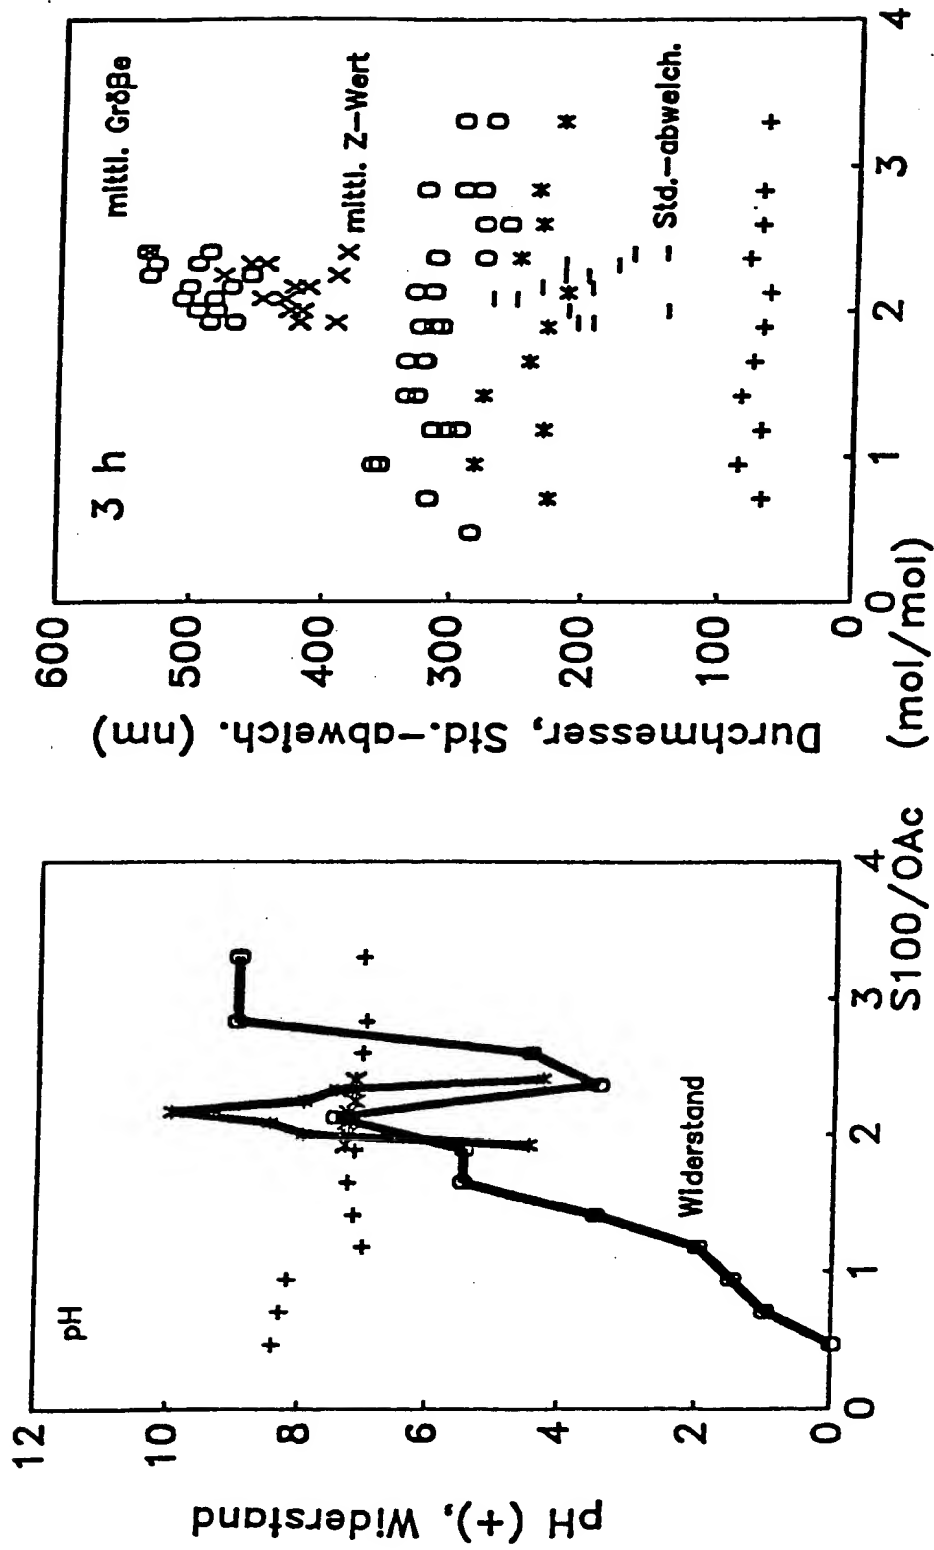 pH
Widerstand
pH (+), Widerstand
12
10
8
6
4
2
0
0
1
2
3
4
S100/OAc (mol/mol)
3 h
mittl. Größe
mittl. Z-Wert
Std.-abweich.
Durchmesser, Std.-abweich. (nm)
600
500
400
300
200
100
0
0
1
2
3
4